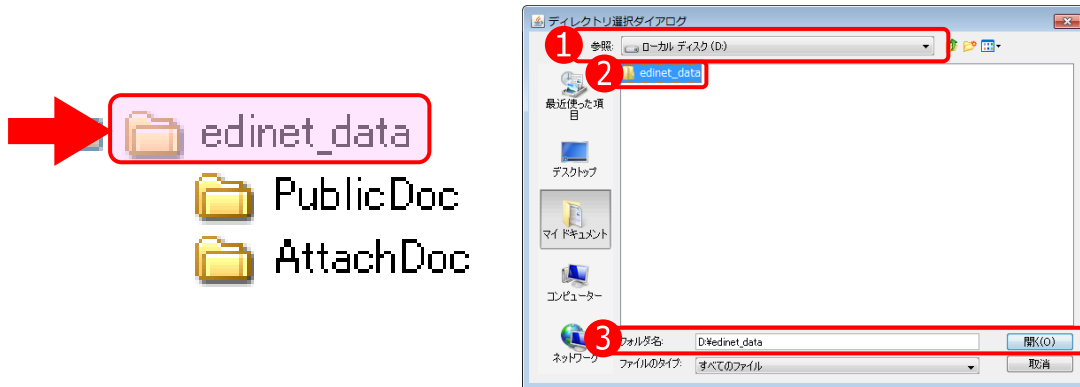 edinet_data
PublicDoc
AttachDoc
ディレクトリ選択ダイアログ
1
参照:
ローカル ディスク (D:)
2
edinet_data
最近使った項
目
デスクトップ
マイ ドキュメント
コンピューター
ネットワーク
3
フォルダ名:
D:¥edinet_data
開く(O)
ファイルのタイプ:
すべてのファイル
取消